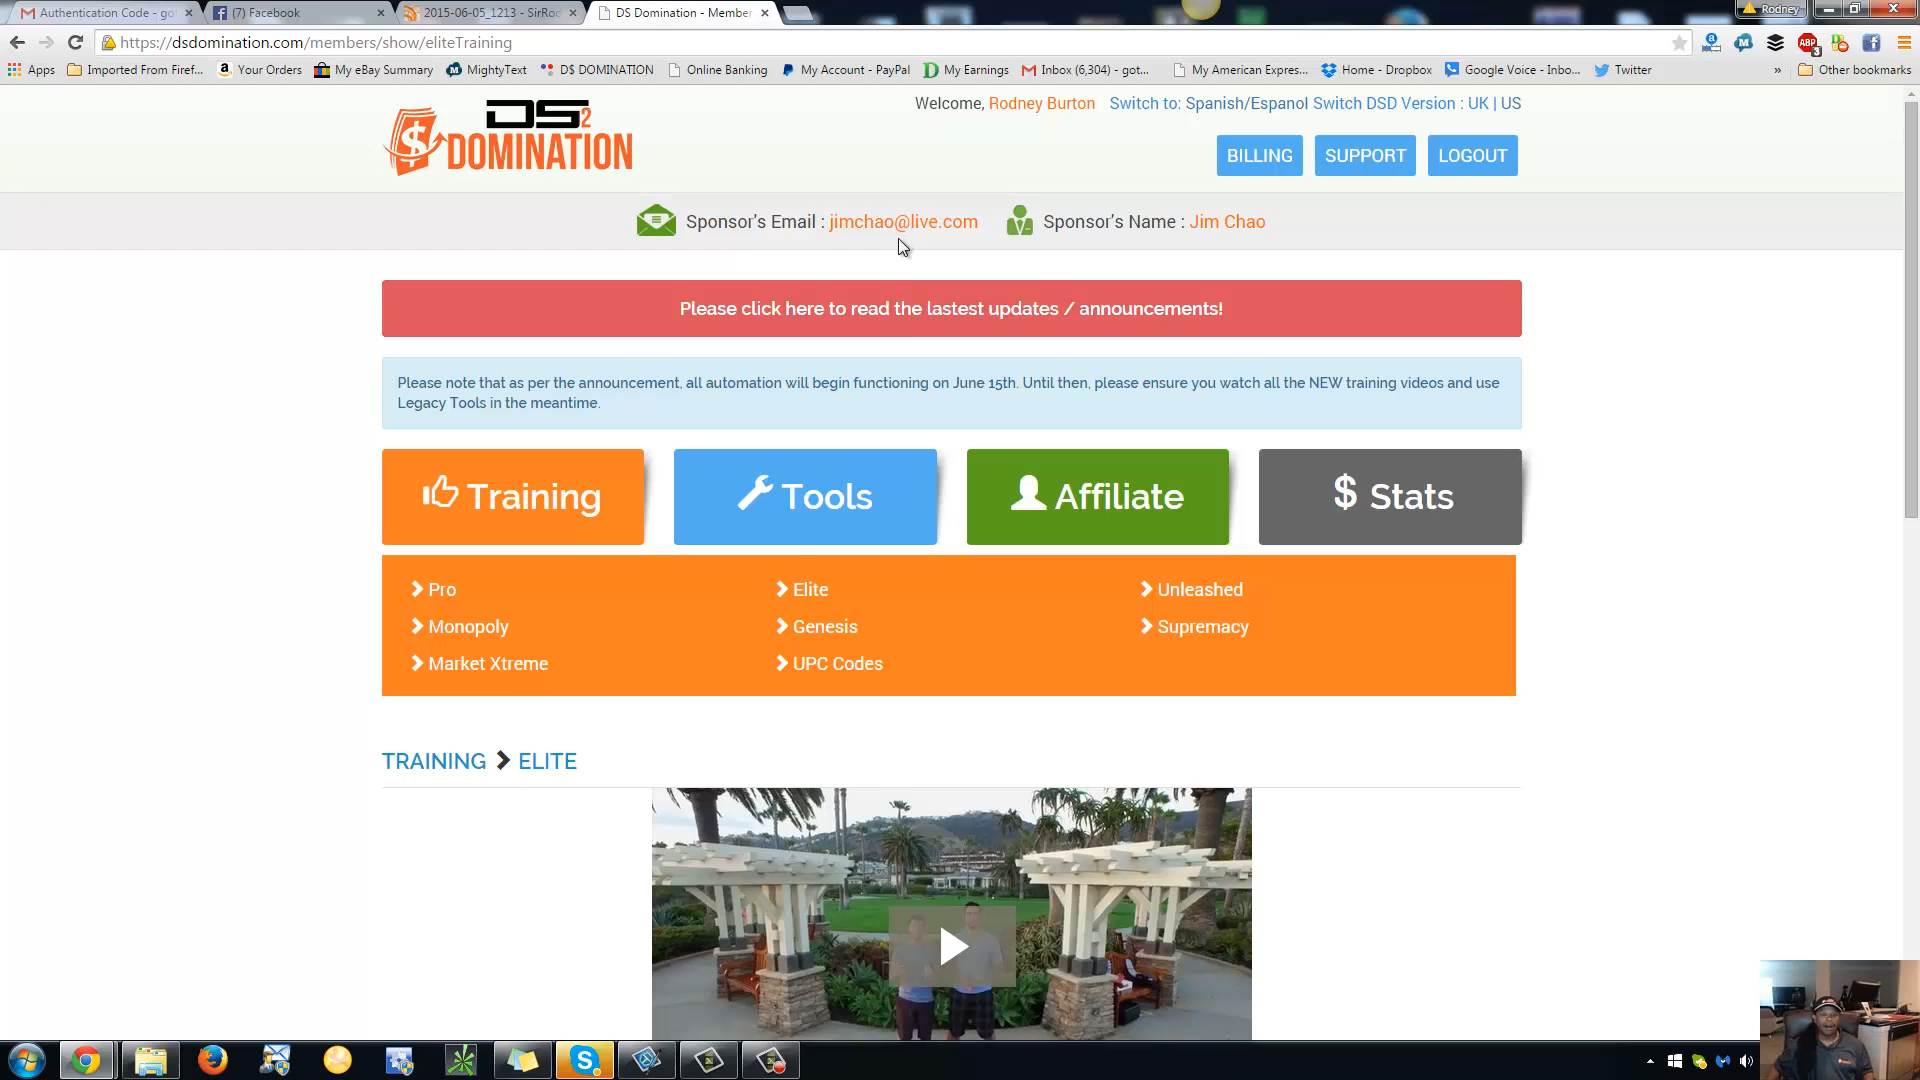 Authentication Code - go
(7) Facebook
2015-06-05_1213 - SirRod
DS Domination - Member
Rodney
https://dsdomination.com/members/show/eliteTraining
Apps
Imported From Firef...
Your Orders
My eBay Summary
MightyText
D$ DOMINATION
Online Banking
My Account - PayPal
My Earnings
Inbox (6,304) - got...
My American Expres...
Home - Dropbox
Google Voice - Inbo...
Twitter
»
Other bookmarks
DS2
DOMINATION
Welcome, Rodney Burton Switch to: Spanish/Espanol Switch DSD Version : UK | US
BILLING
SUPPORT
LOGOUT
Sponsor's Email : jimchao@live.com
Sponsor's Name : Jim Chao
Please click here to read the lastest updates / announcements!
Please note that as per the announcement, all automation will begin functioning on June 15th. Until then, please ensure you watch all the NEW training videos and use
Legacy Tools in the meantime.
Training
Tools
Affiliate
$ Stats
Pro
Elite
Unleashed
Monopoly
Genesis
Supremacy
Market Xtreme
UPC Codes
TRAINING > ELITE